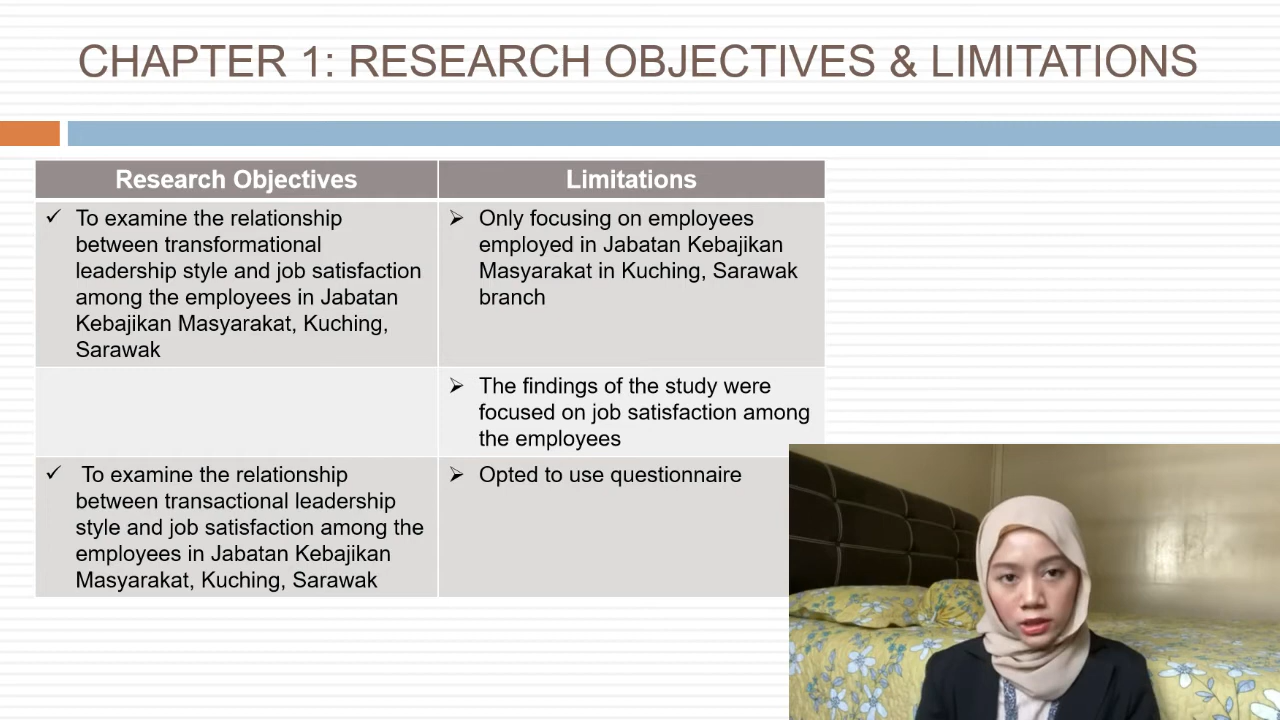 CHAPTER 1: RESEARCH OBJECTIVES & LIMITATIONS
Research Objectives
Limitations
✓ To examine the relationship
between transformational
leadership style and job satisfaction
among the employees in Jabatan
Kebajikan Masyarakat, Kuching,
Sarawak
➢ Only focusing on employees
employed in Jabatan Kebajikan
Masyarakat in Kuching, Sarawak
branch
➢ The findings of the study were
focused on job satisfaction among
the employees
✓ To examine the relationship
between transactional leadership
style and job satisfaction among the
employees in Jabatan Kebajikan
Masyarakat, Kuching, Sarawak
➢ Opted to use questionnaire